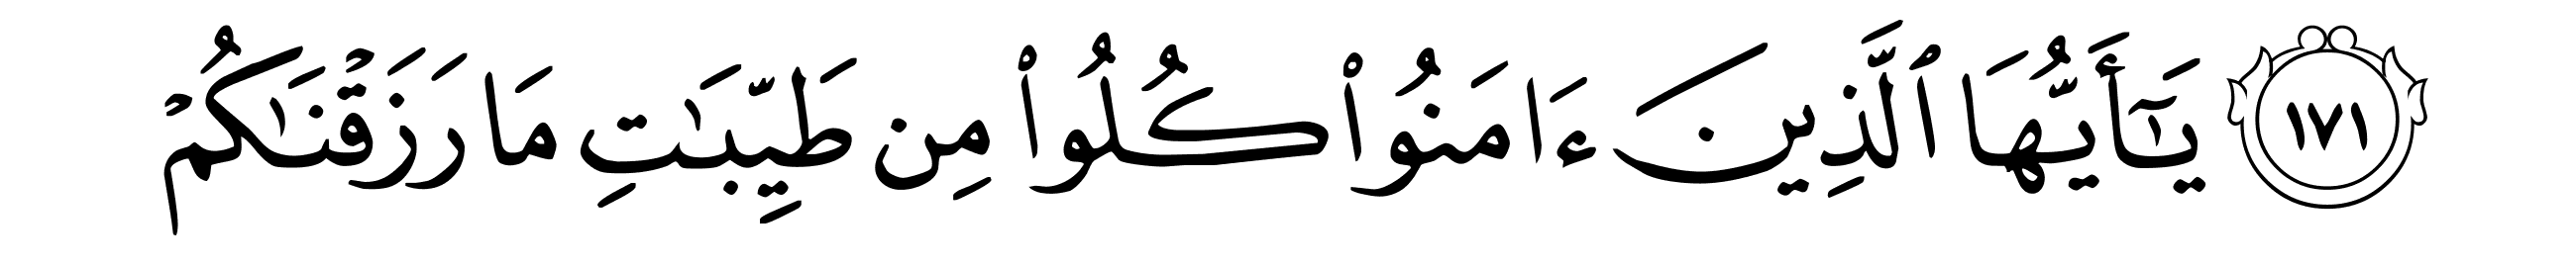 ١٧١ يَٰٓأَيُّهَا ٱلَّذِينَ ءَامَنُوا۟ كُلُوا۟ مِن طَيِّبَٰتِ مَا رَزَقْنَٰكُمْ